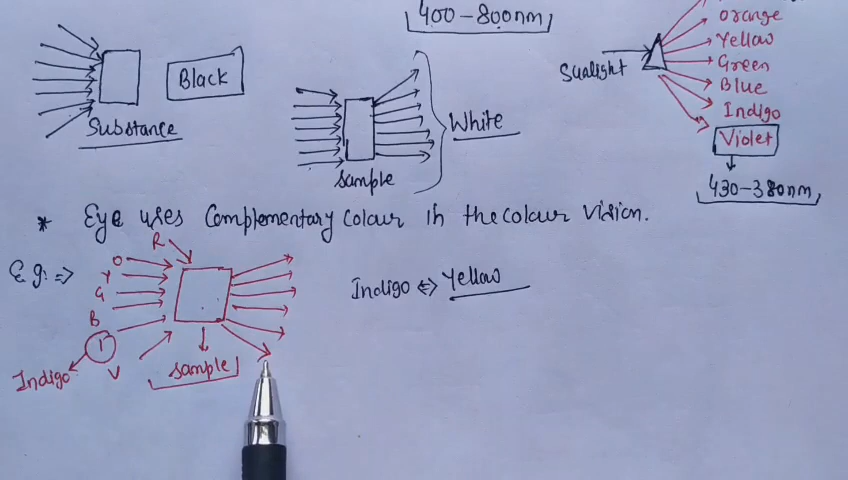 400-800nm
Orange
Yellow
Green
Blue
Indigo
Violet
Sunlight
430-380nm
Black
Substance
White
sample
* Eye uses Complementary colour in the colour vision.
E.g. =>
R
O
Y
G
B
I
V
Indigo
sample
Indigo <=> Yellow